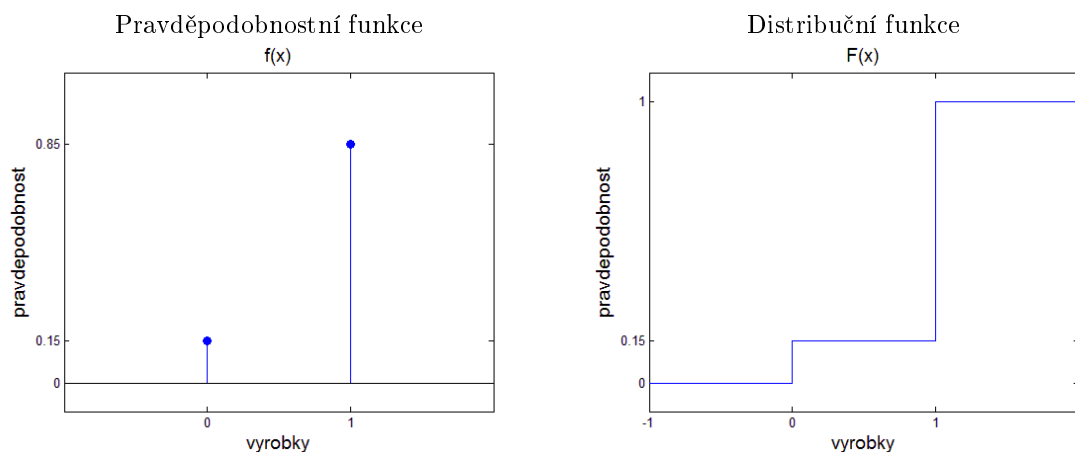 Pravděpodobnostní funkce
f(x)
0.85
0.15
0
pravdepodobnost
0 1
vyrobky
Distribuční funkce
F(x)
1
0.15
0
pravdepodobnost
-1 0 1
vyrobky